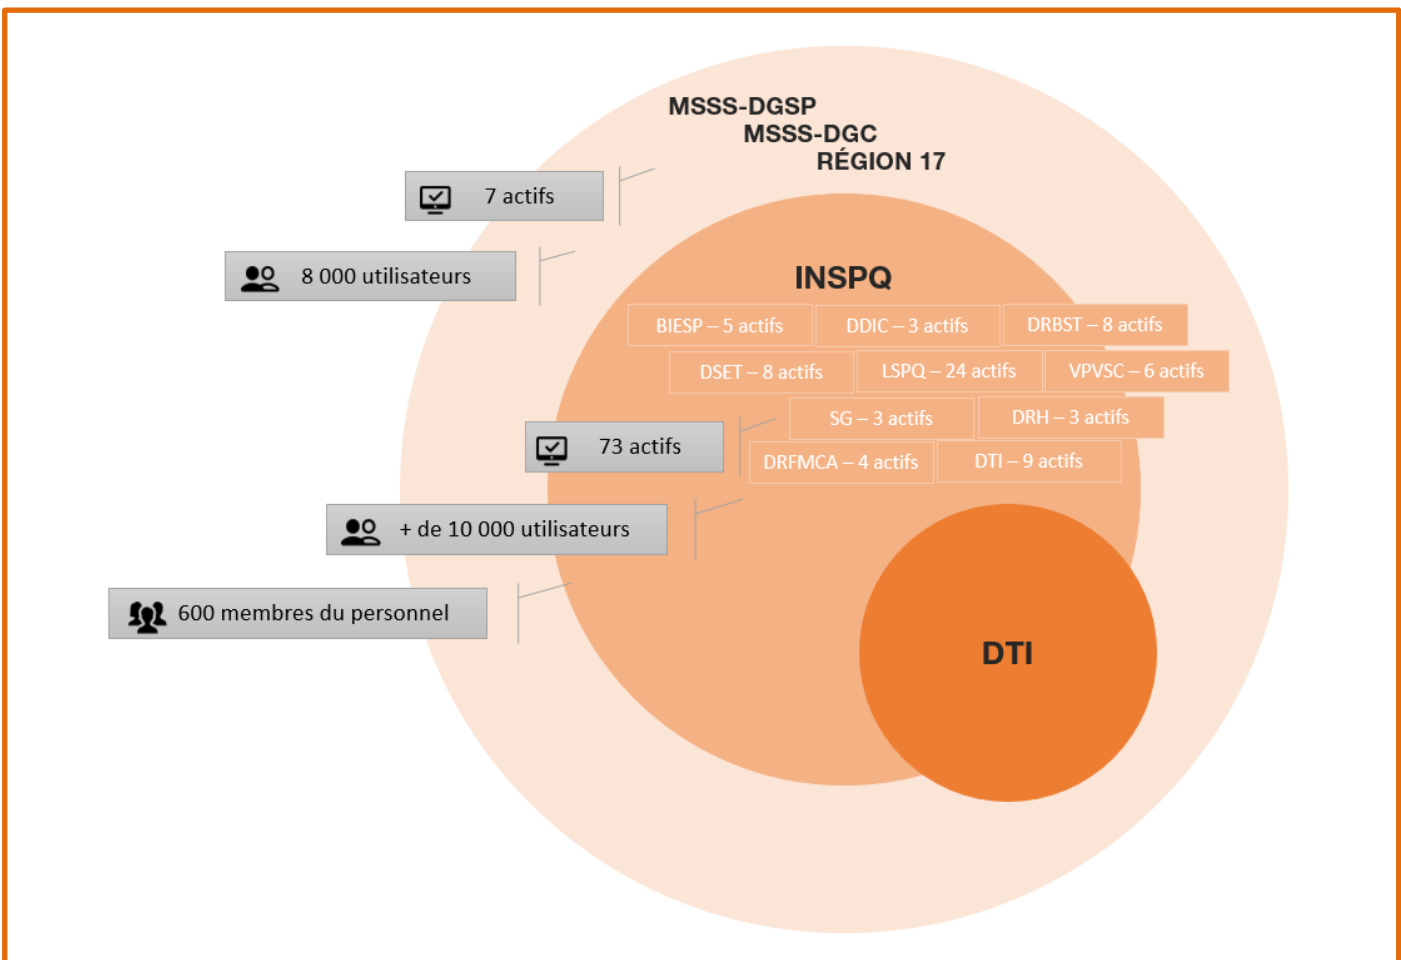 MSSS-DGSP
MSSS-DGC
RÉGION 17
7 actifs
8 000 utilisateurs
INSPQ
BIESP – 5 actifs
DDIC – 3 actifs
DRBST – 8 actifs
DSET – 8 actifs
LSPQ – 24 actifs
VPVSC – 6 actifs
SG – 3 actifs
DRH – 3 actifs
73 actifs
DRFMCA – 4 actifs
DTI – 9 actifs
+ de 10 000 utilisateurs
600 membres du personnel
DTI